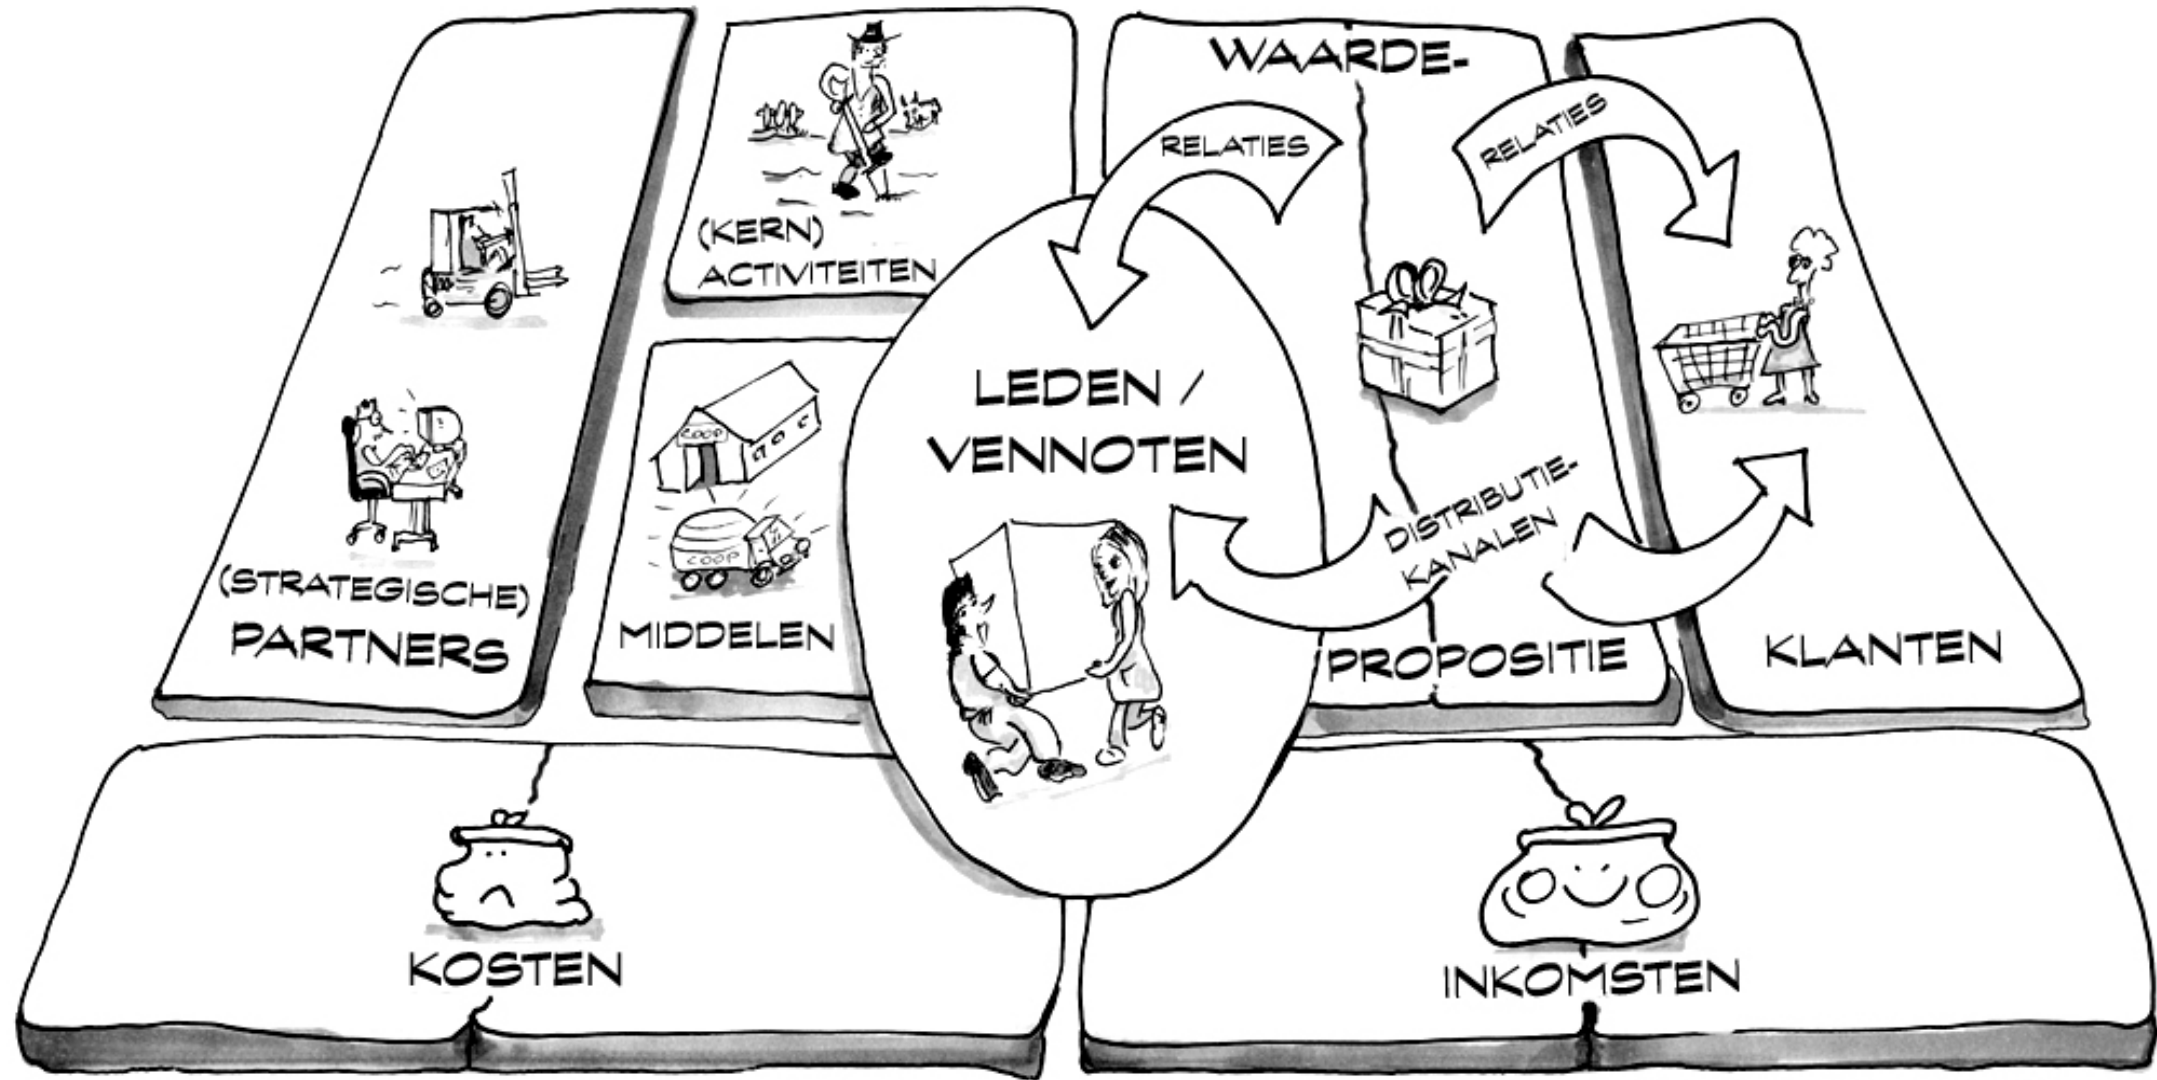 (STRATEGISCHE)
PARTNERS
(KERN)
ACTIVITEITEN
COOP
COOP
MIDDELEN
LEDEN /
VENNOTEN
WAARDE-
RELATIES
RELATIES
DISTRIBUTIE-
KANALEN
PROPOSITIE
KLANTEN
KOSTEN
INKOMSTEN